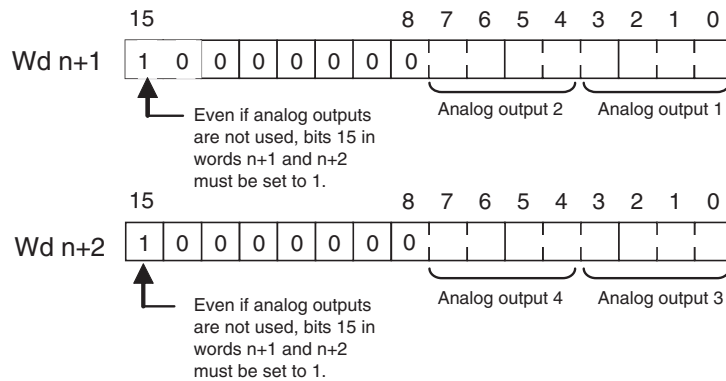 15 8 7 6 5 4 3 2 1 0
Wd n+1 1 0 0 0 0 0 0 0
Analog output 2 Analog output 1
Even if analog outputs
are not used, bits 15 in
words n+1 and n+2
must be set to 1.
15 8 7 6 5 4 3 2 1 0
Wd n+2 1 0 0 0 0 0 0 0
Analog output 4 Analog output 3
Even if analog outputs
are not used, bits 15 in
words n+1 and n+2
must be set to 1.